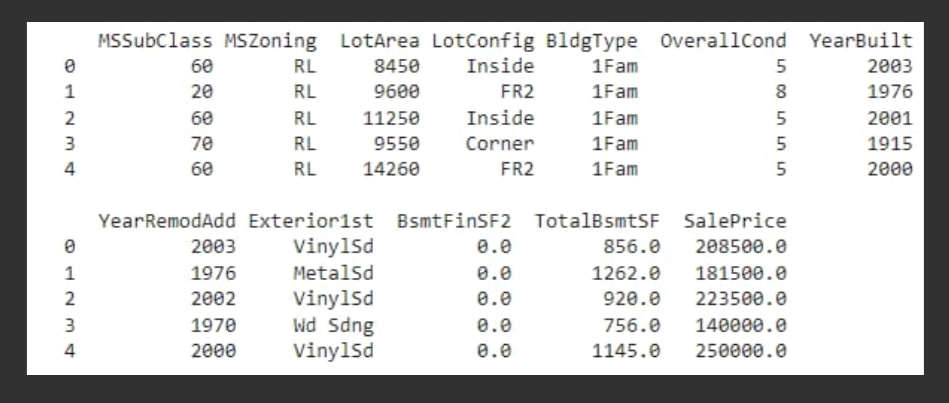 MSSubClass MSZoning LotArea LotConfig BldgType OverallCond YearBuilt
0 60 RL 8450 Inside 1Fam 5 2003
1 20 RL 9600 FR2 1Fam 8 1976
2 60 RL 11250 Inside 1Fam 5 2001
3 70 RL 9550 Corner 1Fam 5 1915
4 60 RL 14260 FR2 1Fam 5 2000
YearRemodAdd Exterior1st BsmtFinSF2 TotalBsmtSF SalePrice
0 2003 VinylSd 0.0 856.0 208500.0
1 1976 MetalSd 0.0 1262.0 181500.0
2 2002 VinylSd 0.0 920.0 223500.0
3 1970 Wd Sdng 0.0 756.0 140000.0
4 2000 VinylSd 0.0 1145.0 250000.0